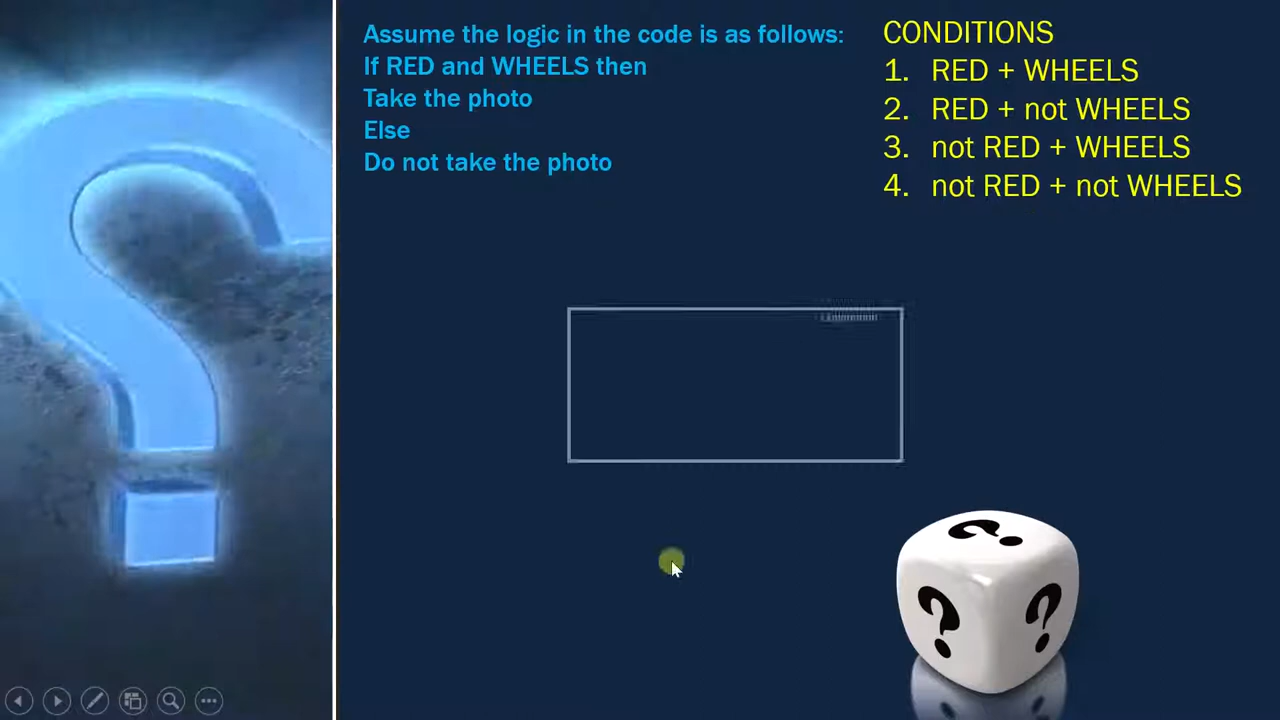 Assume the logic in the code is as follows:
If RED and WHEELS then
Take the photo
Else
Do not take the photo
CONDITIONS
1. RED + WHEELS
2. RED + not WHEELS
3. not RED + WHEELS
4. not RED + not WHEELS
?
? ? ?